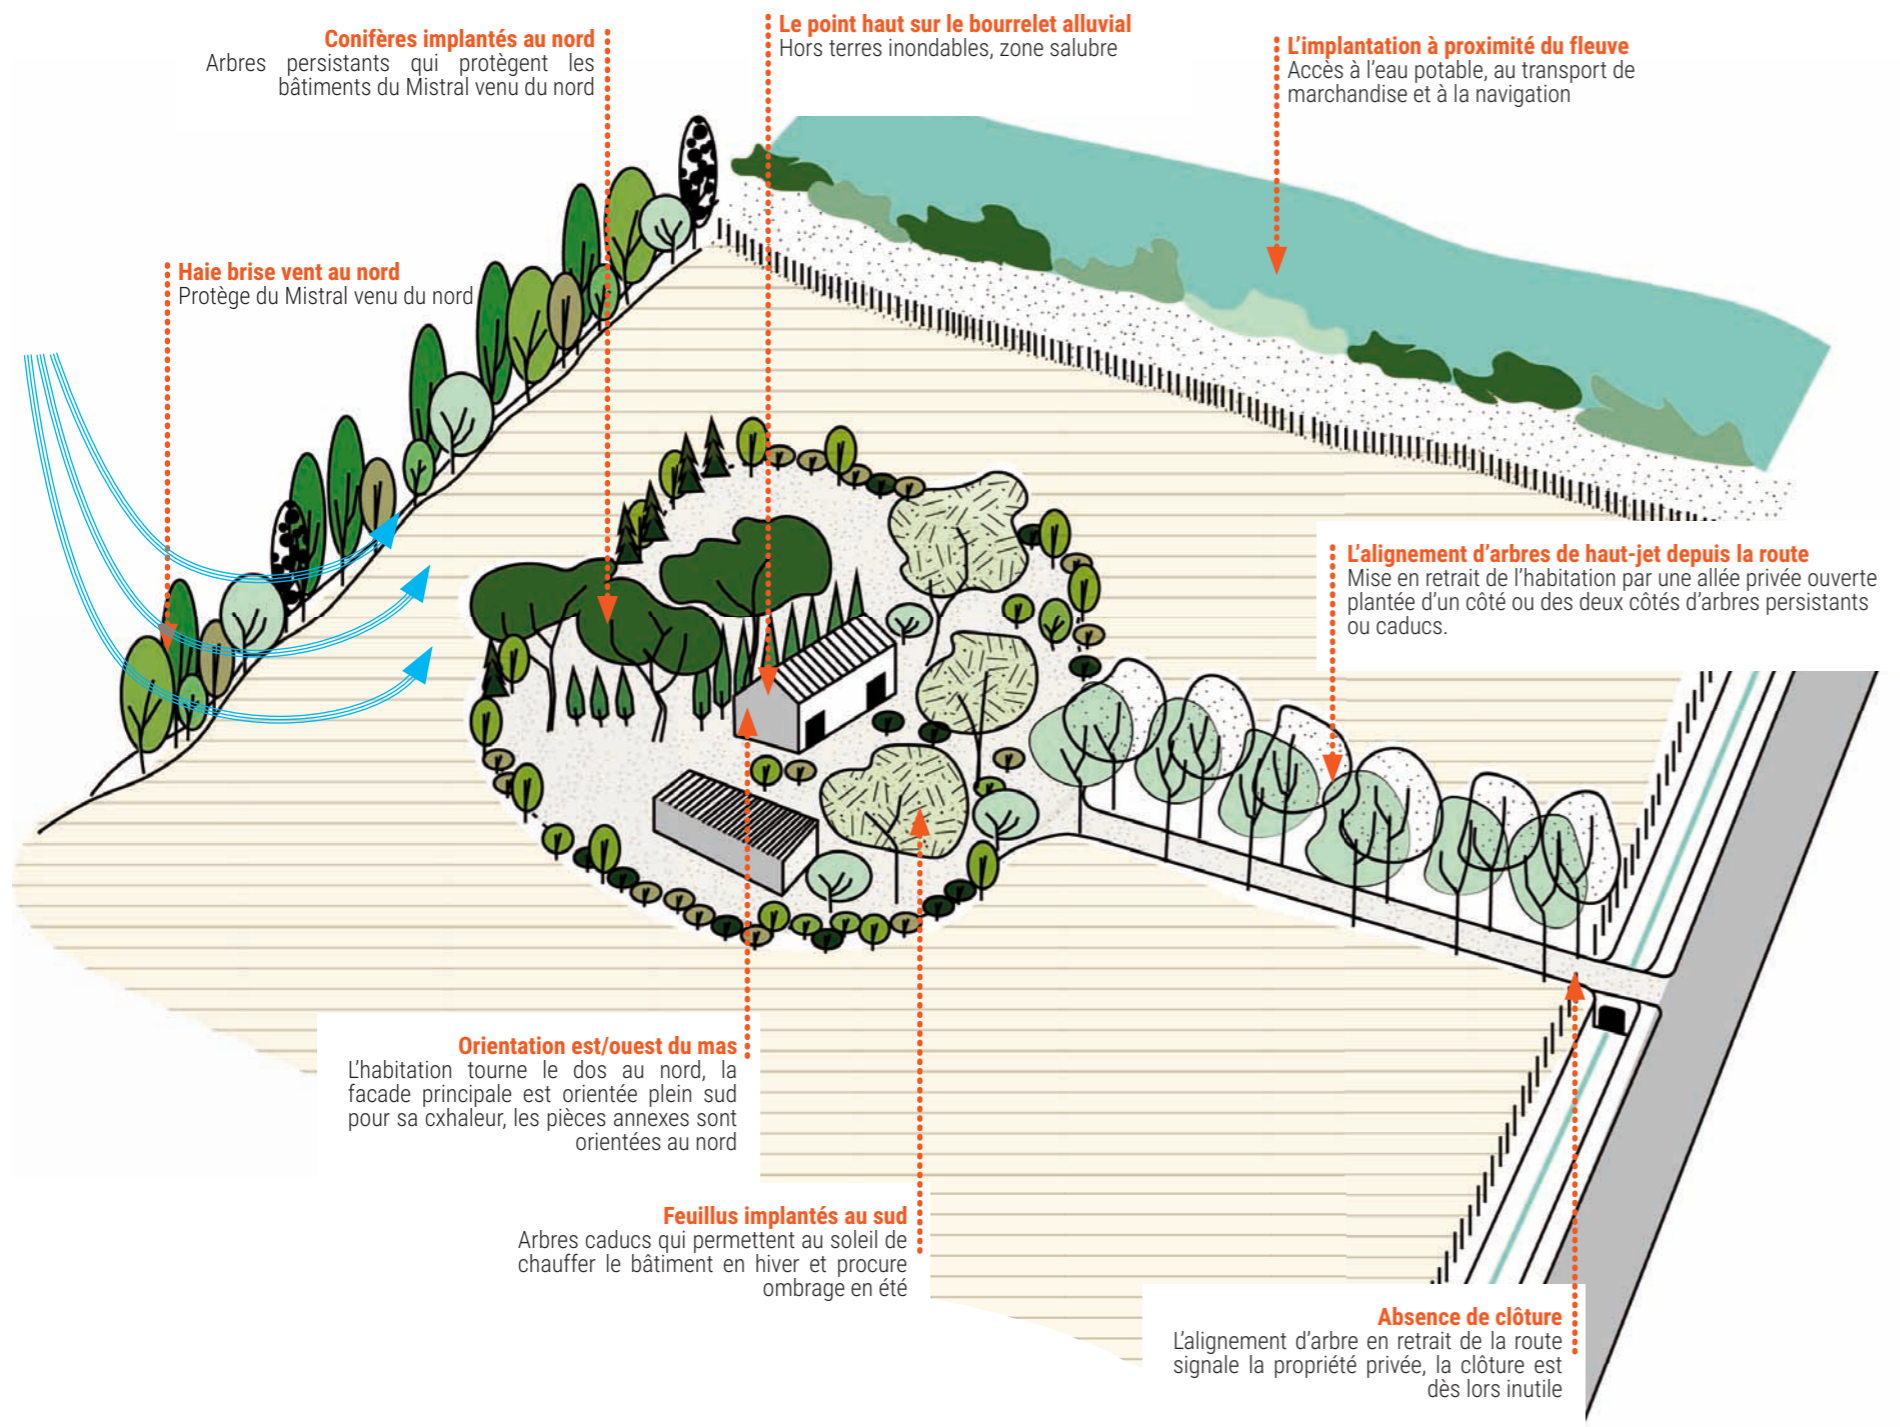 Conifères implantés au nord
Arbres persistants qui protègent les
bâtiments du Mistral venu du nord
Le point haut sur le bourrelet alluvial
Hors terres inondables, zone salubre
L'implantation à proximité du fleuve
Accès à l'eau potable, au transport de
marchandise et à la navigation
Haie brise vent au nord
Protège du Mistral venu du nord
L'alignement d'arbres de haut-jet depuis la route
Mise en retrait de l'habitation par une allée privée ouverte
plantée d'un côté ou des deux côtés d'arbres persistants
ou caducs.
Orientation est/ouest du mas
L'habitation tourne le dos au nord, la
facade principale est orientée plein sud
pour sa cxhaleur, les pièces annexes sont
orientées au nord
Feuillus implantés au sud
Arbres caducs qui permettent au soleil de
chauffer le bâtiment en hiver et procure
ombrage en été
Absence de clôture
L'alignement d'arbre en retrait de la route
signale la propriété privée, la clôture est
dès lors inutile